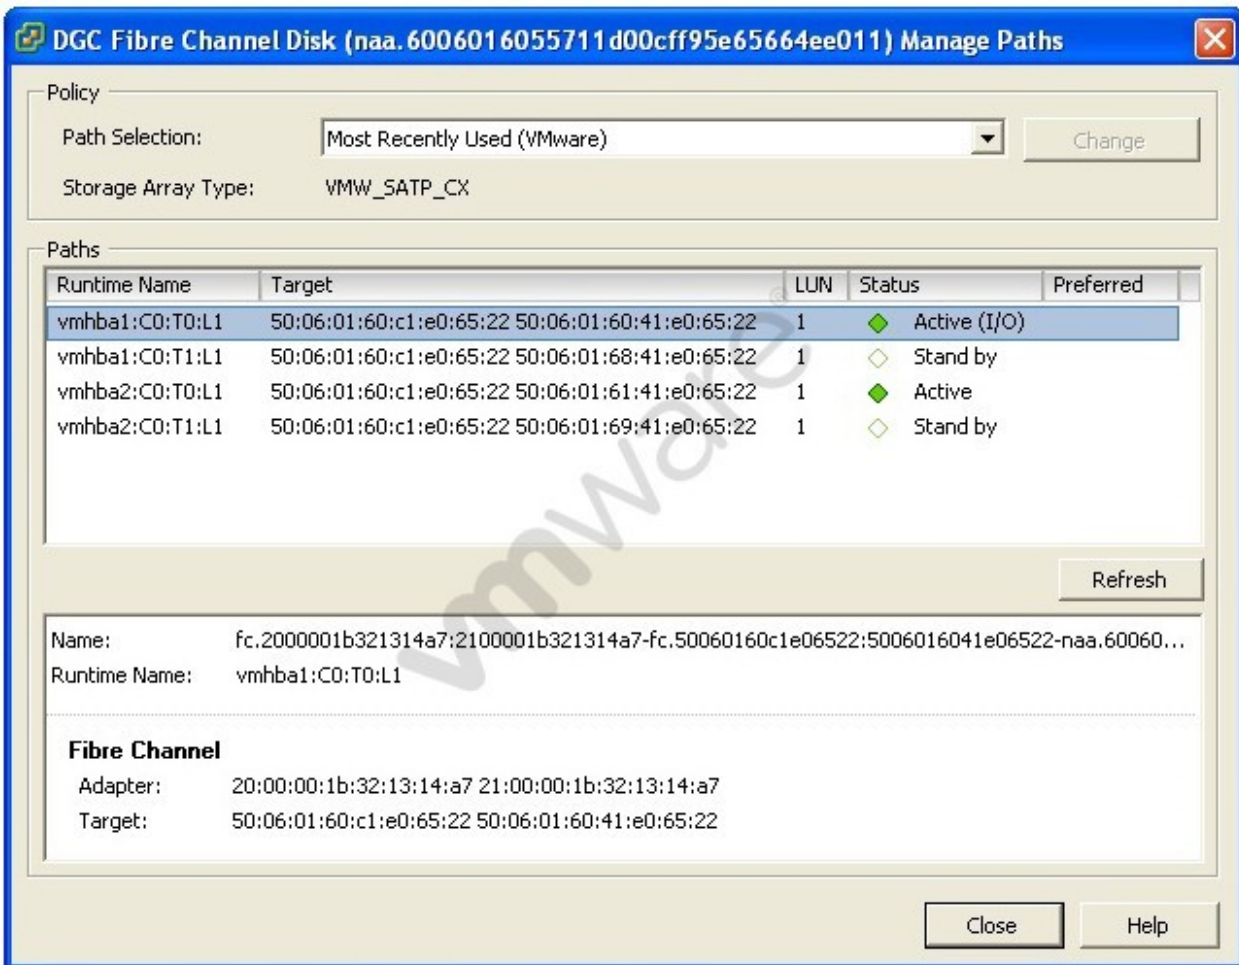 DGC Fibre Channel Disk (naa.6006016055711d00cff95e65664ee011) Manage Paths
Policy
Path Selection: Most Recently Used (VMware) Change
Storage Array Type: VMW_SATP_CX
Paths
Runtime Name Target LUN Status Preferred
vmhba1:C0:T0:L1 50:06:01:60:c1:e0:65:22 50:06:01:60:41:e0:65:22 1 Active (I/O)
vmhba1:C0:T1:L1 50:06:01:60:c1:e0:65:22 50:06:01:68:41:e0:65:22 1 Stand by
vmhba2:C0:T0:L1 50:06:01:60:c1:e0:65:22 50:06:01:61:41:e0:65:22 1 Active
vmhba2:C0:T1:L1 50:06:01:60:c1:e0:65:22 50:06:01:69:41:e0:65:22 1 Stand by
vmware®
Refresh
Name: fc.2000001b321314a7:2100001b321314a7-fc.50060160c1e06522:5006016041e06522-naa.60060...
Runtime Name: vmhba1:C0:T0:L1
Fibre Channel
Adapter: 20:00:00:1b:32:13:14:a7 21:00:00:1b:32:13:14:a7
Target: 50:06:01:60:c1:e0:65:22 50:06:01:60:41:e0:65:22
Close Help